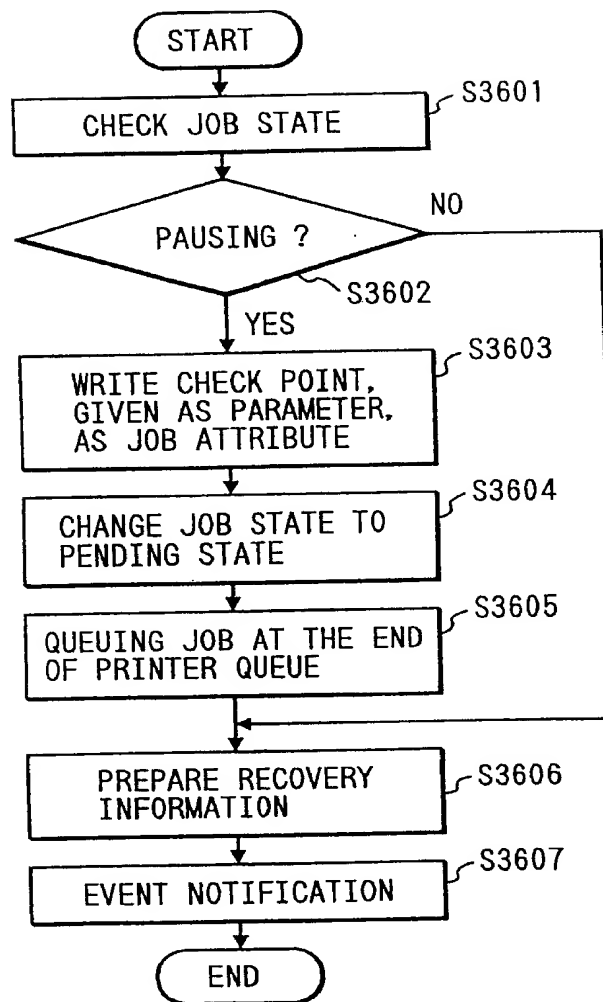 START
CHECK JOB STATE
S3601
PAUSING ?
NO
S3602
YES
WRITE CHECK POINT,
GIVEN AS PARAMETER,
AS JOB ATTRIBUTE
S3603
CHANGE JOB STATE TO
PENDING STATE
S3604
QUEUING JOB AT THE END
OF PRINTER QUEUE
S3605
PREPARE RECOVERY
INFORMATION
S3606
EVENT NOTIFICATION
S3607
END